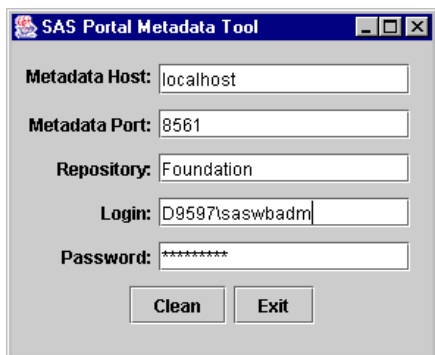 SAS Portal Metadata Tool
Metadata Host: localhost
Metadata Port: 8561
Repository: Foundation
Login: D9597\saswbadm
Password: *********
Clean Exit